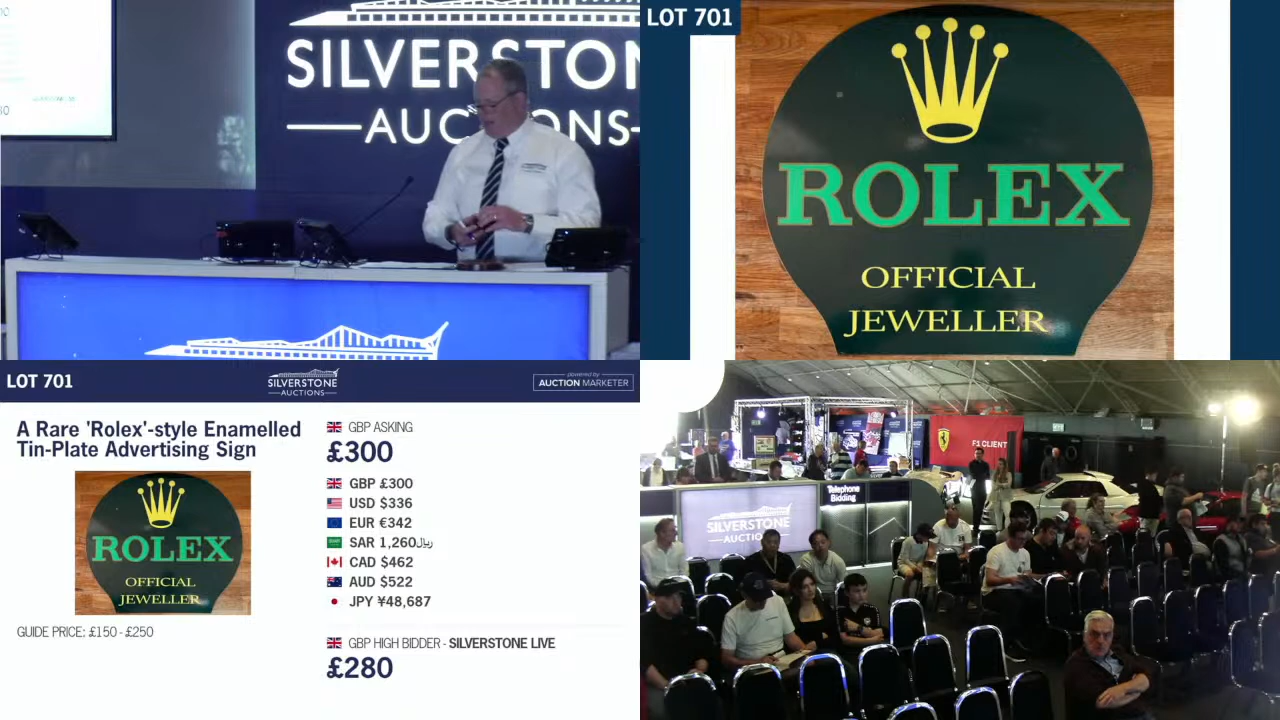 SILVERSTON
AUCTIONS
LOT 701
ROLEX
OFFICIAL
JEWELLER
LOT 701
SILVERSTONE
AUCTIONS
powered by
AUCTION MARKETER
A Rare 'Rolex'-style Enamelled
Tin-Plate Advertising Sign
ROLEX
OFFICIAL
JEWELLER
GUIDE PRICE: £150 - £250
GBP ASKING
£300
GBP £300
USD $336
EUR €342
SAR 1,260﷼
CAD $462
AUD $522
JPY ¥48,687
GBP HIGH BIDDER - SILVERSTONE LIVE
£280
F1 CLIENT
Telephone
Bidding
SILVERSTONE
AUCTIONS